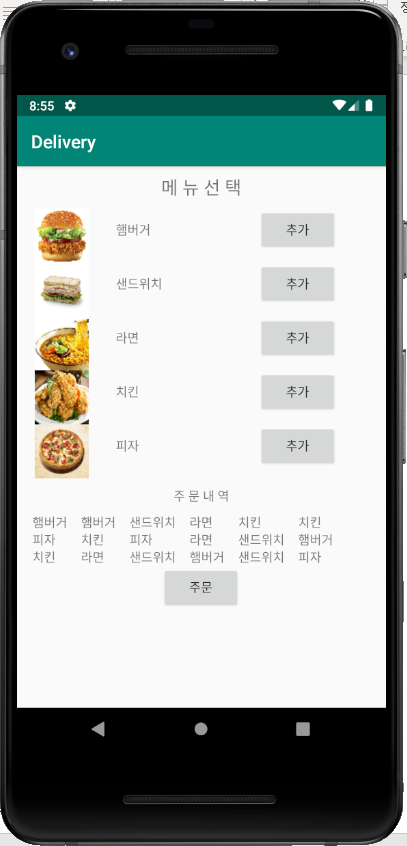 8:55
Delivery
메 뉴 선 택
햄버거 추가
샌드위치 추가
라면 추가
치킨 추가
피자 추가
주 문 내 역
햄버거 햄버거 샌드위치 라면 치킨 치킨
피자 치킨 피자 라면 샌드위치 햄버거
치킨 라면 샌드위치 햄버거 샌드위치 피자
주문